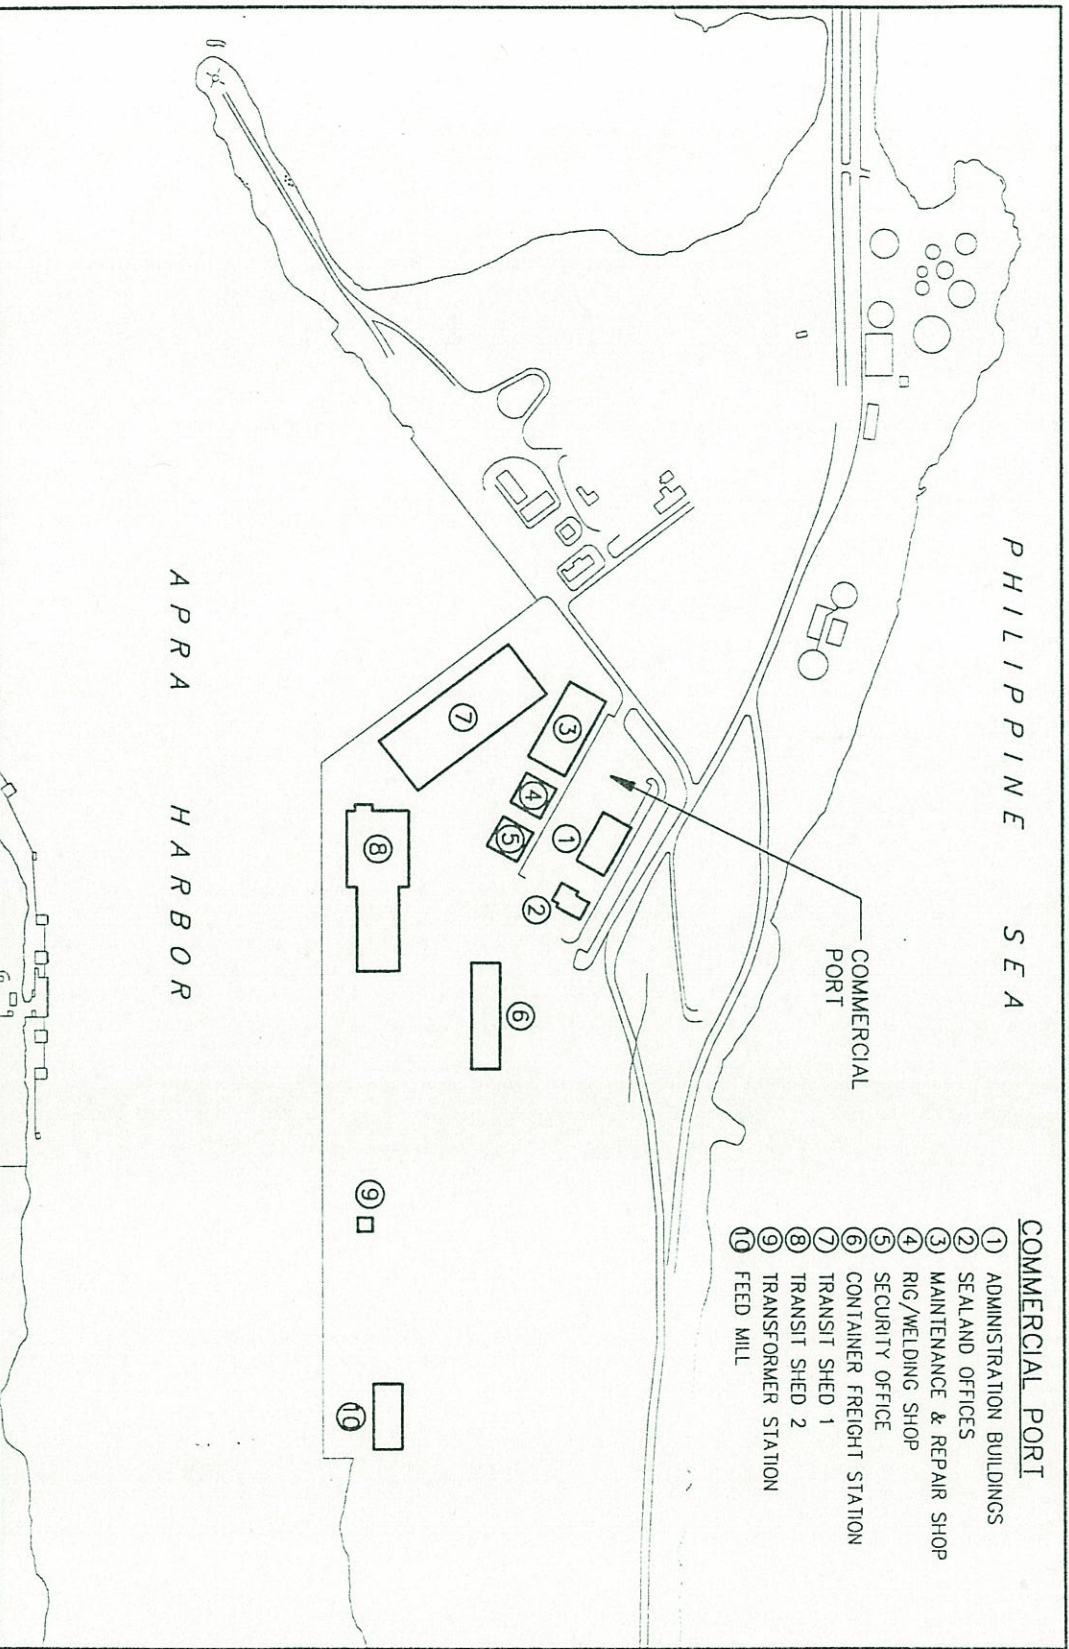 PHILIPPINE SEA
COMMERCIAL
PORT
APRA HARBOR
COMMERCIAL PORT
① ADMINISTRATION BUILDINGS
② SEALAND OFFICES
③ MAINTENANCE & REPAIR SHOP
④ RIG/WELDING SHOP
⑤ SECURITY OFFICE
⑥ CONTAINER FREIGHT STATION
⑦ TRANSIT SHED 1
⑧ TRANSIT SHED 2
⑨ TRANSFORMER STATION
⑩ FEED MILL
③
④
⑤
①
②
⑦
⑧
⑥
⑨
⑩